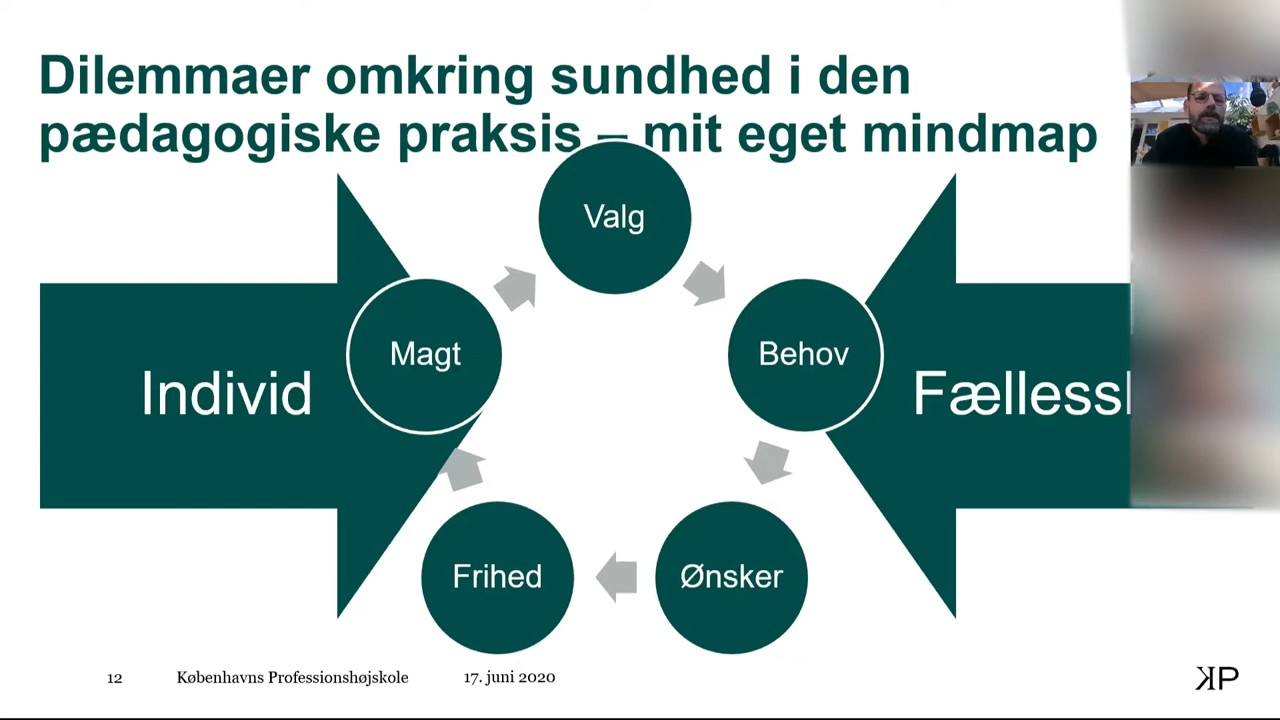 Dilemmaer omkring sundhed i den
pædagogiske praksis – mit eget mindmap
Valg
Magt
Behov
Individ
Frihed
Ønsker
12 Københavns Professionshøjskole 17. juni 2020
KP